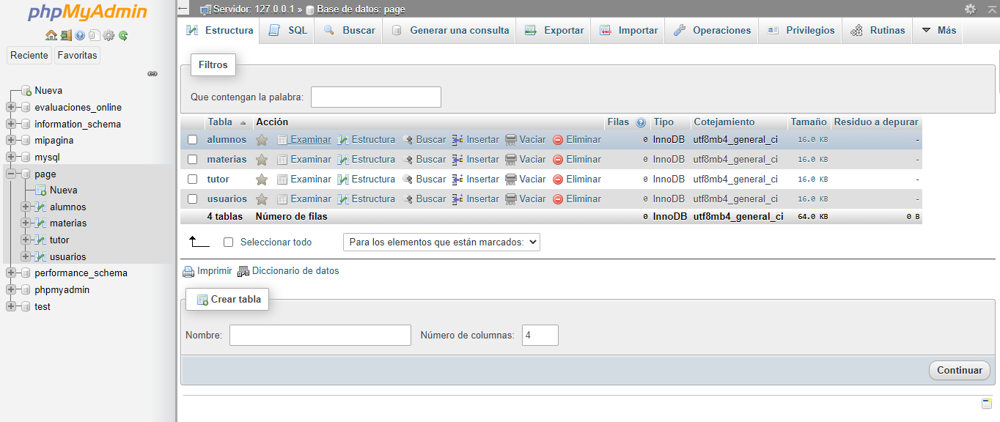 phpMyAdmin
Reciente Favoritas
Nueva
evaluaciones_online
information_schema
mipagina
mysql
page
Nueva
alumnos
materias
tutor
usuarios
performance_schema
phpmyadmin
test
Servidor: 127.0.0.1 » Base de datos: page
Estructura SQL Buscar Generar una consulta Exportar Importar Operaciones Privilegios Rutinas Más
Filtros
Que contengan la palabra:
Tabla Acción Filas Tipo Cotejamiento Tamaño Residuo a depurar
alumnos Examinar Estructura Buscar Insertar Vaciar Eliminar 0 InnoDB utf8mb4_general_ci 16.0 KB -
materias Examinar Estructura Buscar Insertar Vaciar Eliminar 0 InnoDB utf8mb4_general_ci 16.0 KB -
tutor Examinar Estructura Buscar Insertar Vaciar Eliminar 0 InnoDB utf8mb4_general_ci 16.0 KB -
usuarios Examinar Estructura Buscar Insertar Vaciar Eliminar 0 InnoDB utf8mb4_general_ci 16.0 KB -
4 tablas Número de filas 0 InnoDB utf8mb4_general_ci 64.0 KB 0 B
Seleccionar todo Para los elementos que están marcados:
Imprimir Diccionario de datos
Crear tabla
Nombre: Número de columnas: 4
Continuar